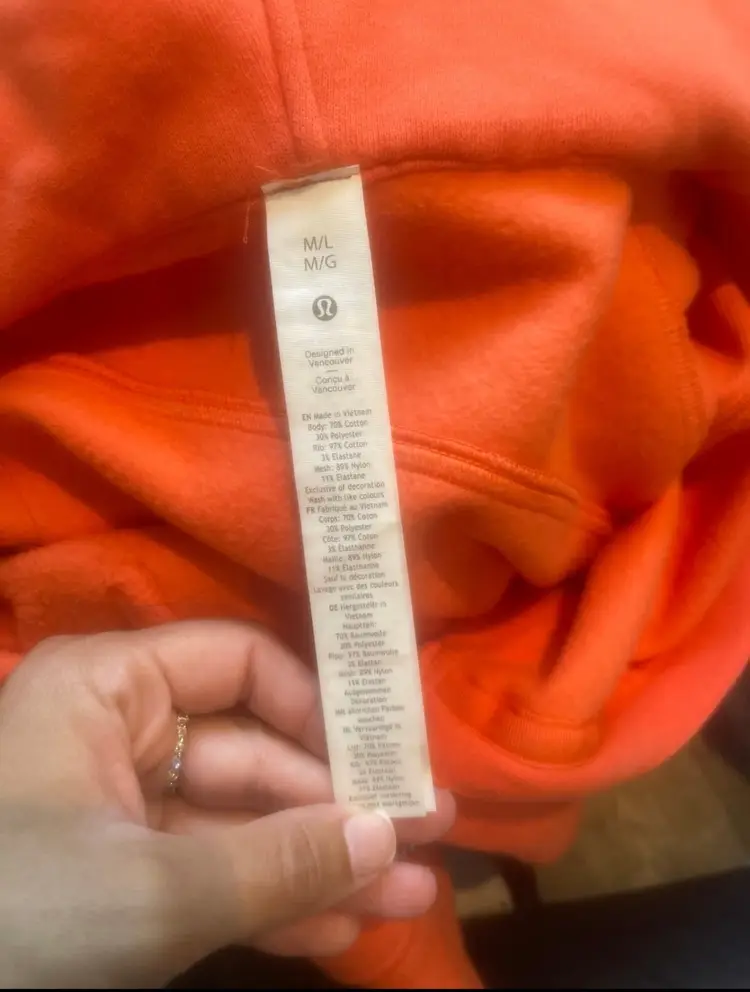 M/L
M/G
Designed in
Vancouver
Conçu à
Vancouver
EN Made in Vietnam
Body: 70% Cotton
30% Polyester
Rib: 97% Cotton
3% Elastane
Mesh: 89% Nylon
11% Elastane
Exclusive of decoration
Wash with like colours
FR Fabriqué au Vietnam
Corps: 70% Coton
30% Polyester
Côte: 97% Coton
3% Élasthanne
Maille: 89% Nylon
11% Élasthanne
Sauf la décoration
Lavage avec des couleurs
similaires
DE Hergestellt in
Vietnam
70% Baumwolle
30% Polyester
97% Baumwolle
3% Elastan
89% Nylon
11% Elastan
Ausgenommen
Dekoration
Mit ähnlichen Farben
waschen
NL Vervaardigd in
Vietnam